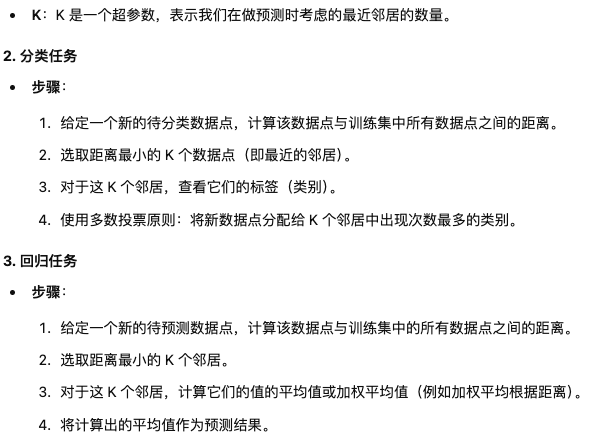 • K：K 是一个超参数，表示我们在做预测时考虑的最近邻居的数量。
2. 分类任务
• 步骤：
1. 给定一个新的待分类数据点，计算该数据点与训练集中所有数据点之间的距离。
2. 选取距离最小的 K 个数据点（即最近的邻居）。
3. 对于这 K 个邻居，查看它们的标签（类别）。
4. 使用多数投票原则：将新数据点分配给 K 个邻居中出现次数最多的类别。
3. 回归任务
• 步骤：
1. 给定一个新的待预测数据点，计算该数据点与训练集中的所有数据点之间的距离。
2. 选取距离最小的 K 个邻居。
3. 对于这 K 个邻居，计算它们的值的平均值或加权平均值（例如加权平均根据距离）。
4. 将计算出的平均值作为预测结果。